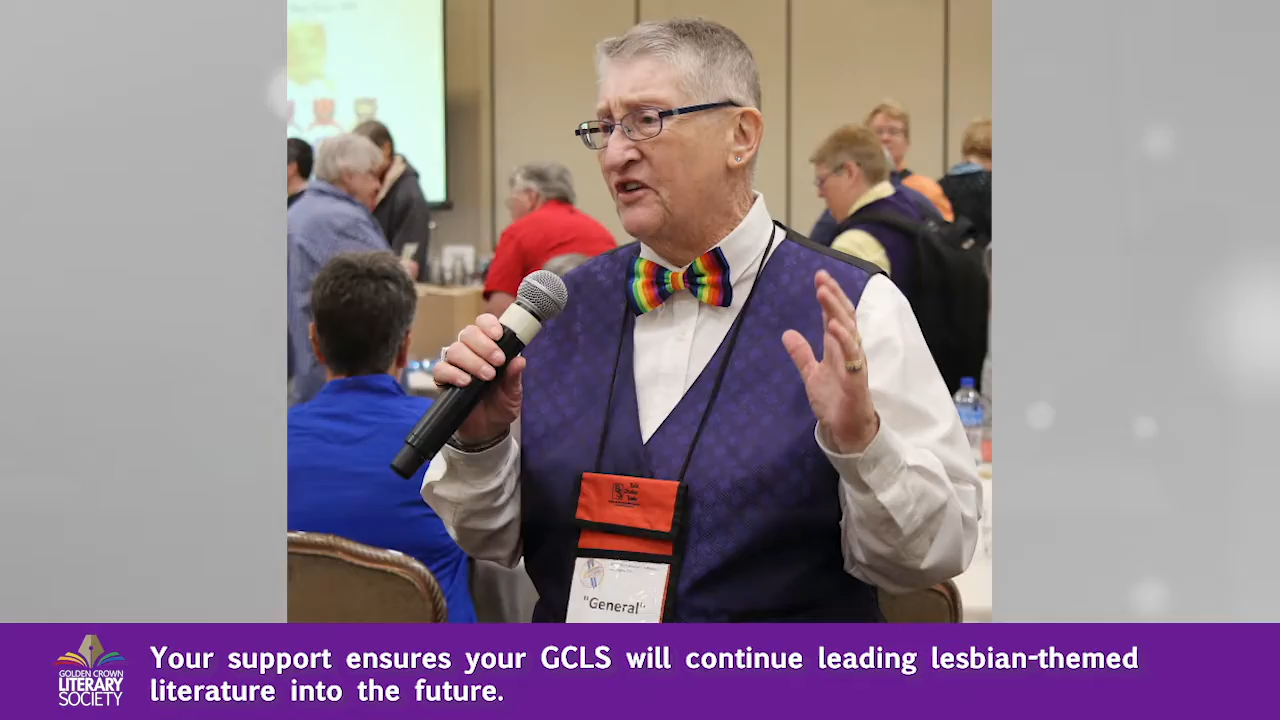 "General"
GOLDEN CROWN
LITERARY
SOCIETY
Your support ensures your GCLS will continue leading lesbian-themed
literature into the future.